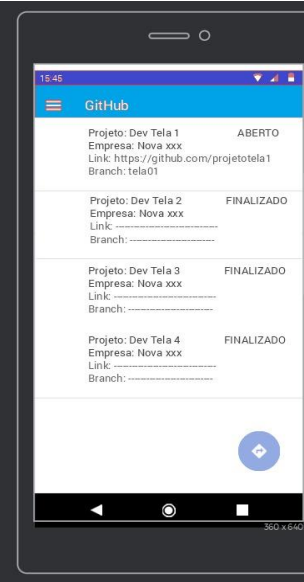 15:45
GitHub
Projeto: Dev Tela 1 ABERTO
Empresa: Nova xxx
Link: https://github.com/projetotela1
Branch: tela01
Projeto: Dev Tela 2 FINALIZADO
Empresa: Nova xxx
Link: --------------------------------
Branch: ---------------------------
Projeto: Dev Tela 3 FINALIZADO
Empresa: Nova xxx
Link: --------------------------------
Branch: ---------------------------
Projeto: Dev Tela 4 FINALIZADO
Empresa: Nova xxx
Link: --------------------------------
Branch: ---------------------------
360 x 640